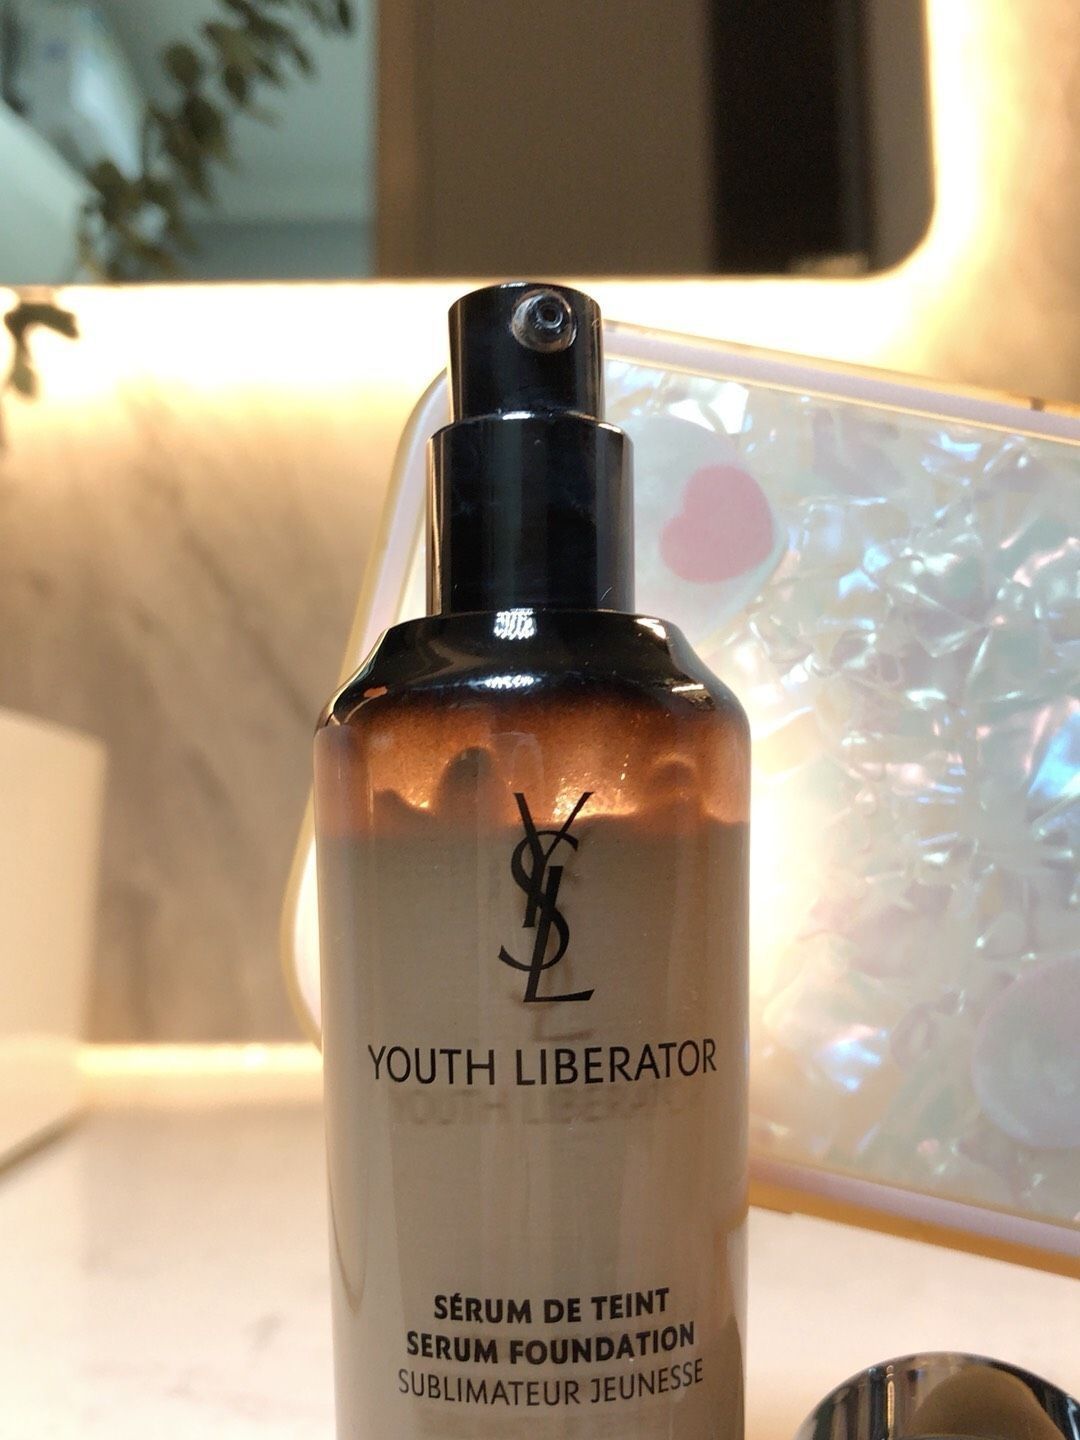 YSL
YOUTH LIBERATOR
SÉRUM DE TEINT
SERUM FOUNDATION
SUBLIMATEUR JEUNESSE